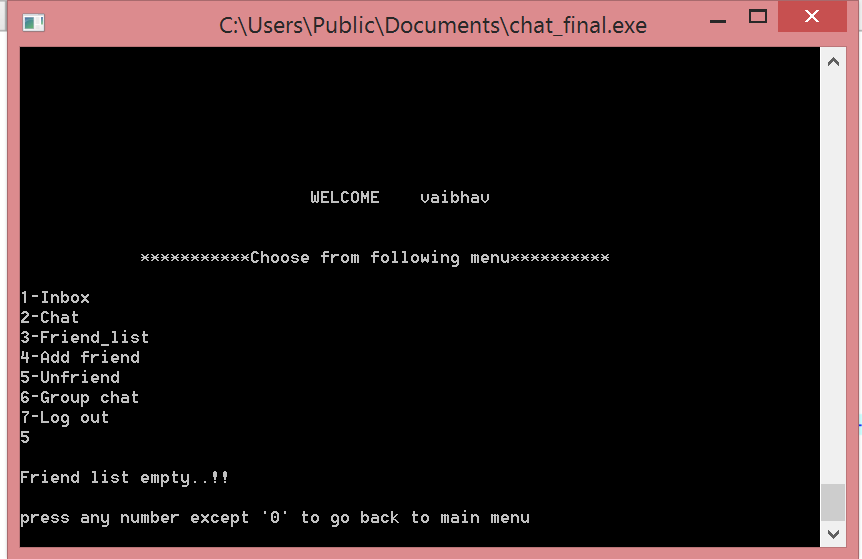 C:\Users\Public\Documents\chat_final.exe
WELCOME    vaibhav
***********Choose from following menu**********
1-Inbox
2-Chat
3-Friend_list
4-Add friend
5-Unfriend
6-Group chat
7-Log out
5
Friend list empty..!!
press any number except '0' to go back to main menu